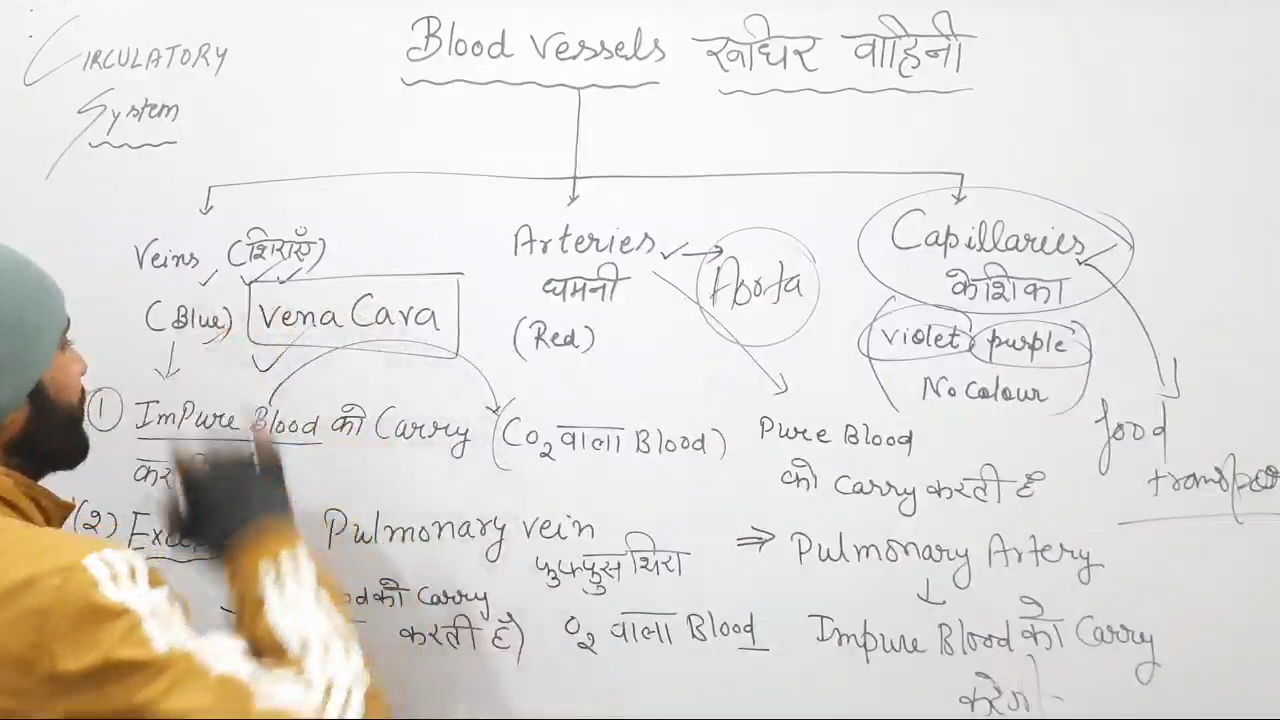 CIRCULATORY
System
Blood Vessels रूधिर वाहिनी
Veins (शिराएँ)
(Blue) vena Cava
① ImPure Blood को Carry (CO2 वाला Blood)
(2) Pulmonary vein
फुफ्फुस शिरा
को Carry
करती है) O2 वाला Blood
Arteries → Aorta
धमनी
(Red)
Pure Blood
को carry करती है
⇒ Pulmonary Artery
↓
Impure Blood को Carry
Capillaries
केशिका
violet purple
No Colour
food